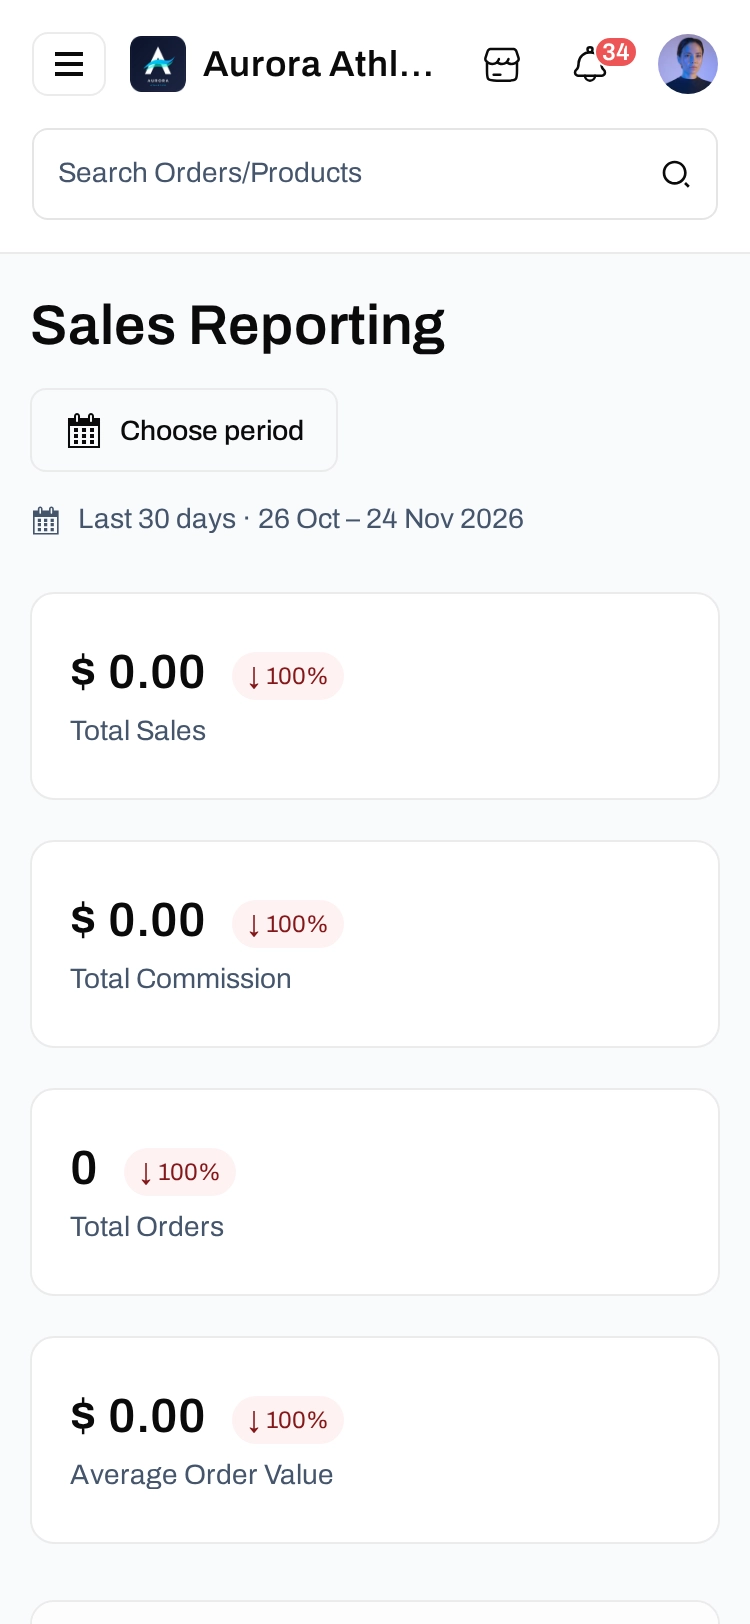 AURORA
Aurora Athl...
34
Search Orders/Products
Sales Reporting
Choose period
Last 30 days · 26 Oct – 24 Nov 2026
$ 0.00 ↓ 100%
Total Sales
$ 0.00 ↓ 100%
Total Commission
0 ↓ 100%
Total Orders
$ 0.00 ↓ 100%
Average Order Value